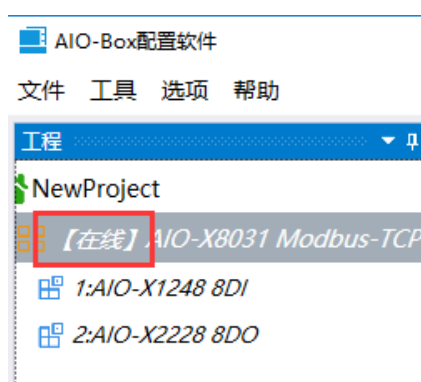 AIO-Box配置软件
文件 工具 选项 帮助
工程
NewProject
【在线】AIO-X8031 Modbus-TCP
1:AIO-X1248 8DI
2:AIO-X2228 8DO